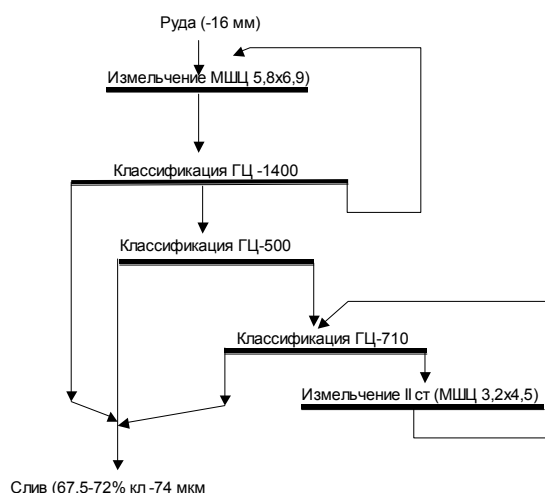 Руда (-16 мм)
Измельчение МШЦ 5,8х6,9)
Классификация ГЦ -1400
Классификация ГЦ-500
Классификация ГЦ-710
Измельчение II ст (МШЦ 3,2х4,5)
Слив (67,5-72% кл -74 мкм